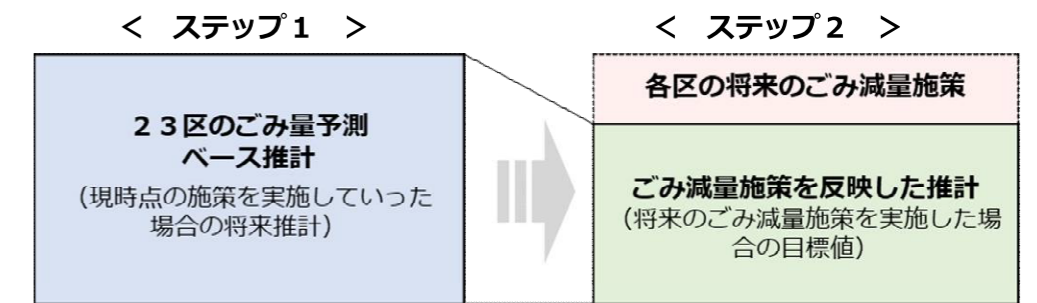 ＜　ステップ１　＞
２３区のごみ量予測
ベース推計
（現時点の施策を実施していった
場合の将来推計）
＜　ステップ２　＞
各区の将来のごみ減量施策
ごみ減量施策を反映した推計
（将来のごみ減量施策を実施した場
合の目標値）